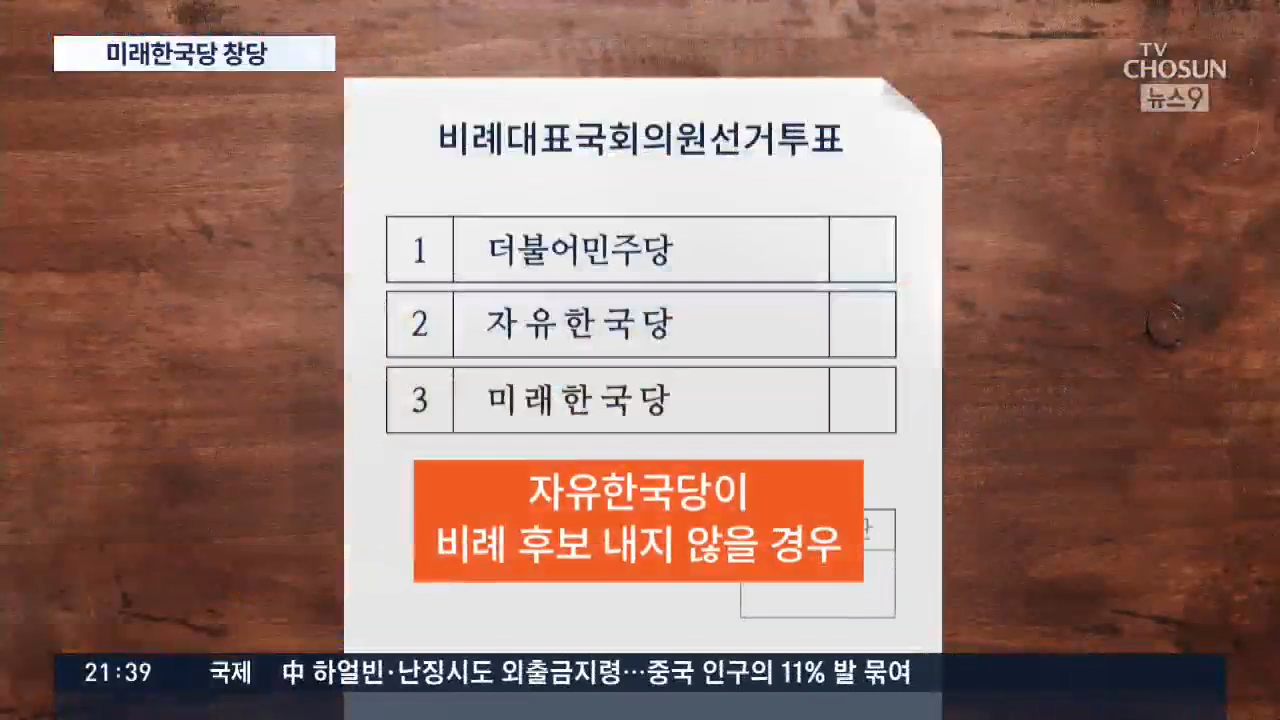 미래한국당 창당
TV
CHOSUN
뉴스9
비례대표국회의원선거투표
1 더불어민주당
2 자유한국당
3 미래한국당
자유한국당이
비례 후보 내지 않을 경우
21:39 국제 中 하얼빈·난징시도 외출금지령…중국 인구의 11% 발 묶여